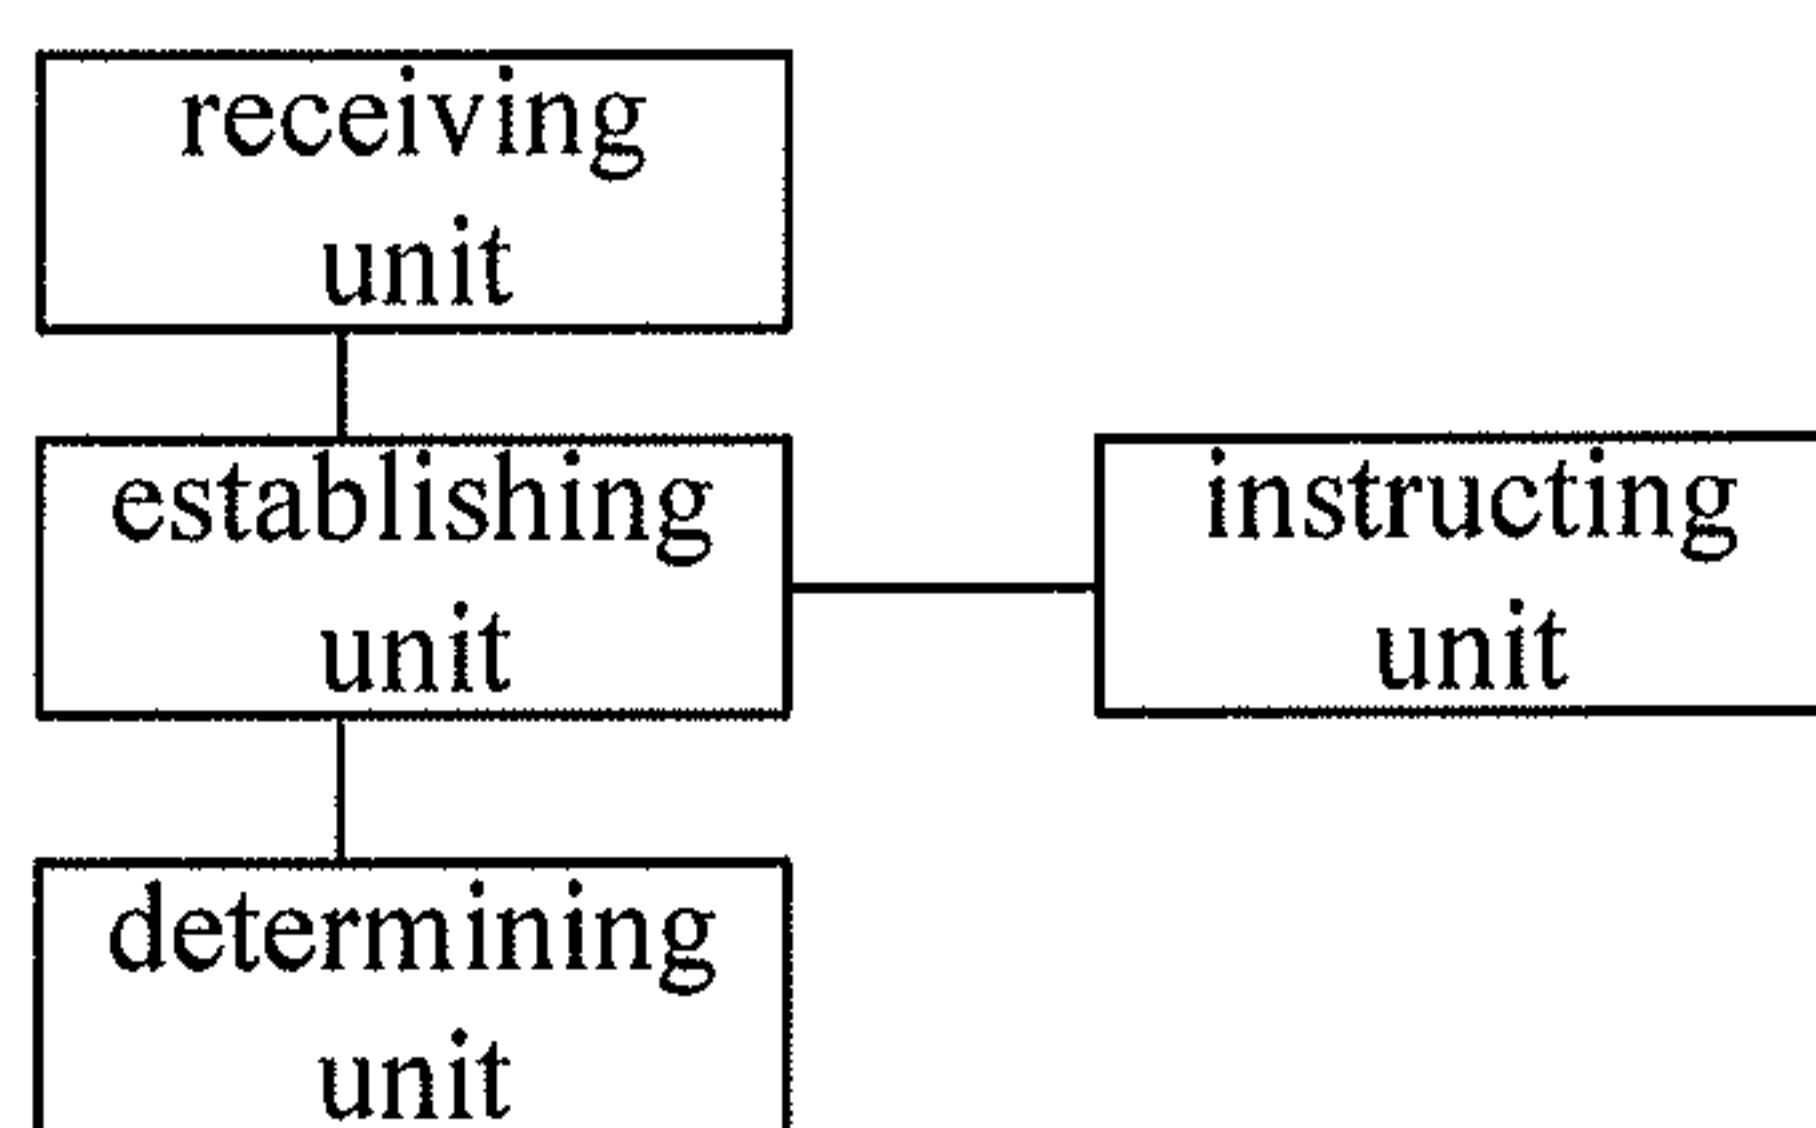 receiving
unit
establishing
unit
instructing
unit
determining
unit